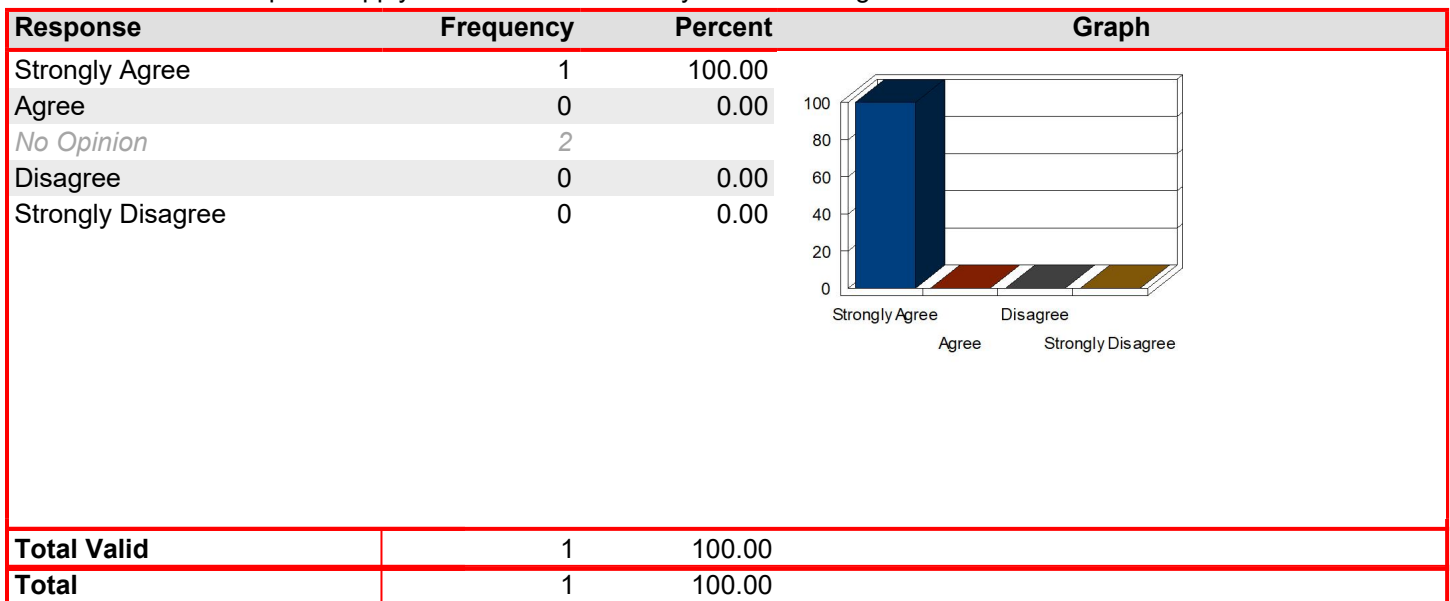 Response Frequency Percent Graph
Strongly Agree 1 100.00
Agree 0 0.00
No Opinion 2
Disagree 0 0.00
Strongly Disagree 0 0.00
100
80
60
40
20
0
Strongly Agree Disagree
Agree Strongly Disagree
Total Valid 1 100.00
Total 1 100.00